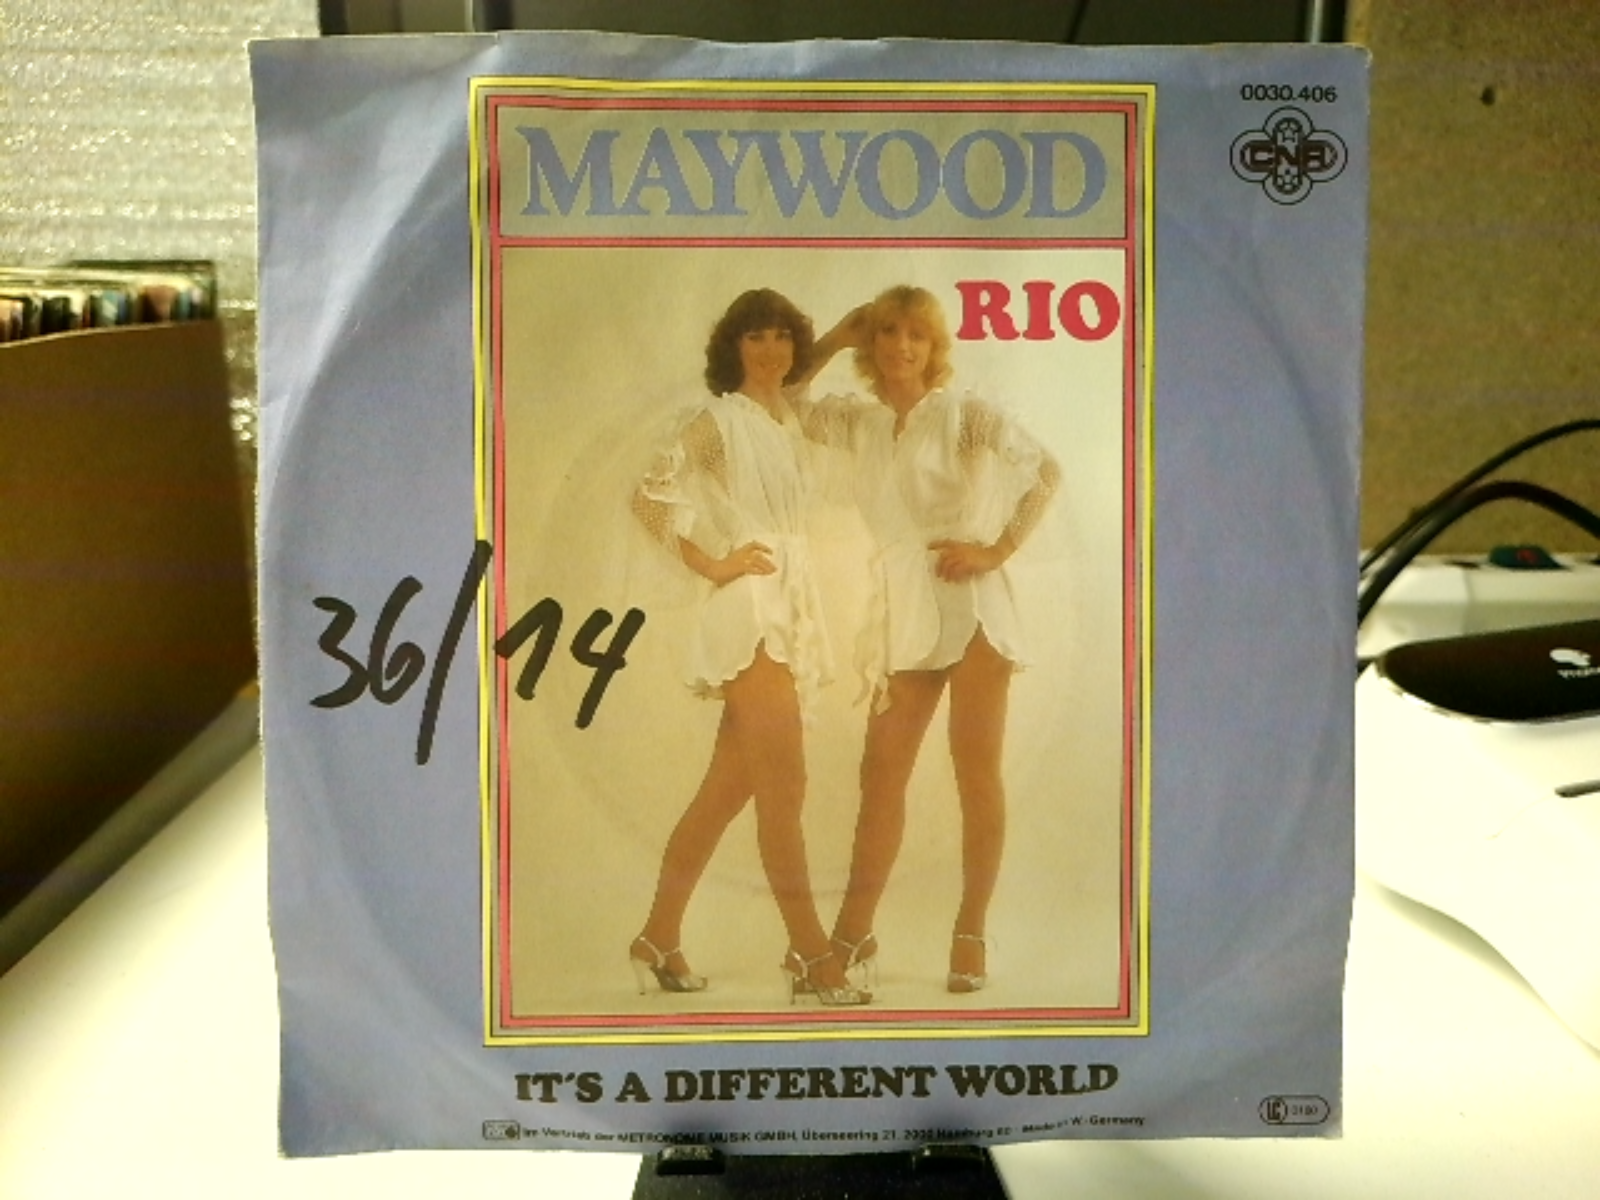 0030.406
CNR
MAYWOOD
RIO
36/14
IT'S A DIFFERENT WORLD
LC
im Vertrieb der METRONOME MUSIK GMBH, Überseering 21, 2000 Hamburg 60 · Made in W.-Germany